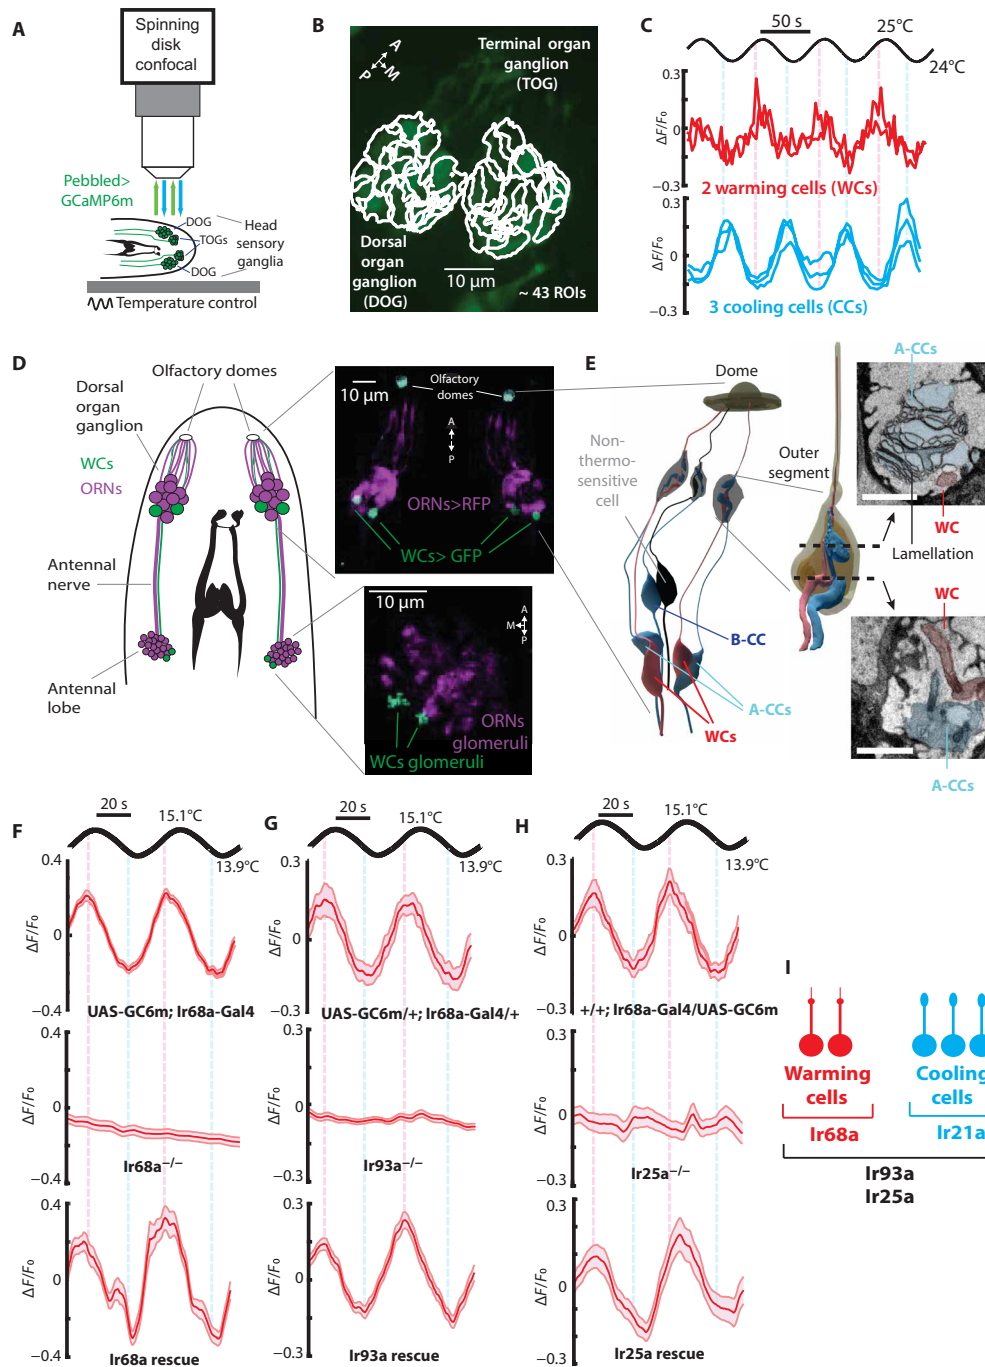 A
Spinning
disk
confocal
Pebbled>
GCaMP6m
DOG
TOGs
DOG
Head
sensory
ganglia
Temperature control
B
A
P
M
Terminal organ
ganglion
(TOG)
Dorsal
organ
ganglion
(DOG)
10 μm
~ 43 ROIs
C
50 s
25°C
24°C
0.3
0
−0.3
ΔF/F₀
2 warming cells (WCs)
0.3
0
−0.3
ΔF/F₀
3 cooling cells (CCs)
D
Olfactory domes
Dorsal organ
ganglion
WCs
ORNs
Antennal
nerve
Antennal
lobe
10 μm
Olfactory
domes
A
P
ORNs>RFP
WCs> GFP
10 μm
A
M
P
ORNs
glomeruli
WCs glomeruli
E
Dome
Non-
thermo-
sensitive
cell
Outer
segment
B-CC
A-CCs
WCs
A-CCs
WC
Lamellation
WC
A-CCs
F
20 s
15.1°C
13.9°C
0.4
0
−0.4
ΔF/F₀
UAS-GC6m; Ir68a-Gal4
0.4
0
−0.4
ΔF/F₀
Ir68a⁻/⁻
0.4
0
−0.4
ΔF/F₀
Ir68a rescue
G
20 s
15.1°C
13.9°C
0.3
0
−0.3
ΔF/F₀
UAS-GC6m/+; Ir68a-Gal4/+
0.3
0
−0.3
ΔF/F₀
Ir93a⁻/⁻
0.3
0
−0.3
ΔF/F₀
Ir93a rescue
H
20 s
15.1°C
13.9°C
0.3
0
−0.3
ΔF/F₀
+/+; Ir68a-Gal4/UAS-GC6m
0.3
0
−0.3
ΔF/F₀
Ir25a⁻/⁻
0.3
0
−0.3
ΔF/F₀
Ir25a rescue
I
Warming
cells
Ir68a
Cooling
cells
Ir21a
Ir93a
Ir25a